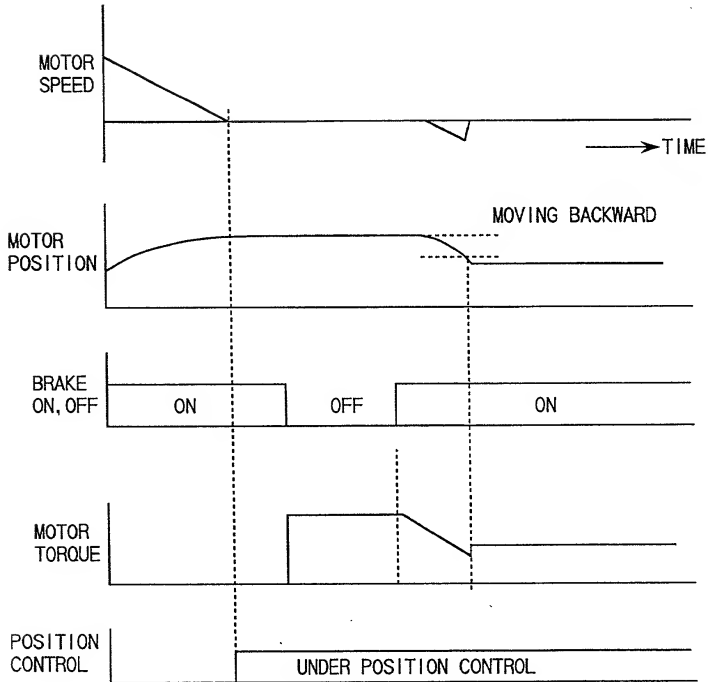 MOTOR
SPEED
TIME
MOVING BACKWARD
MOTOR
POSITION
BRAKE
ON, OFF
ON
OFF
ON
MOTOR
TORQUE
POSITION
CONTROL
UNDER POSITION CONTROL